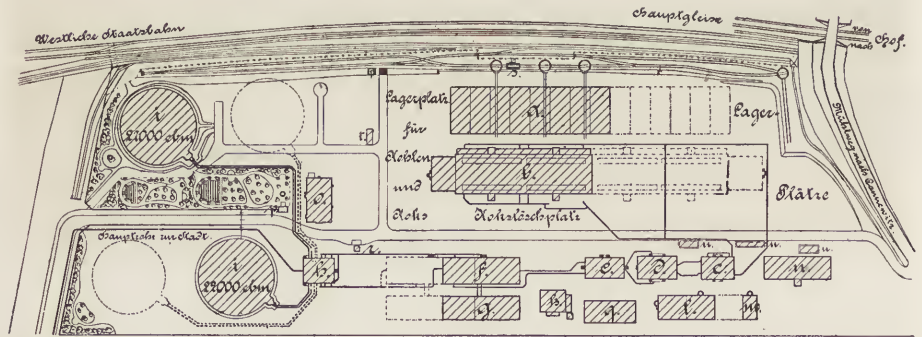 Westliche Staatsbahn
Hauptgleise
von
nach
Hof.
i
22000 cbm
Lagerplatz
für
Kohlen
und
Koks
a.
b.
Kokslöschplatz
Lager-
Plätze
o.
r.
Hauptrohr zur Stadt
i
22000 cbm
h.
f.
g.
e.
d.
c.
n.
u.
u.
u.
q.
l.
m.